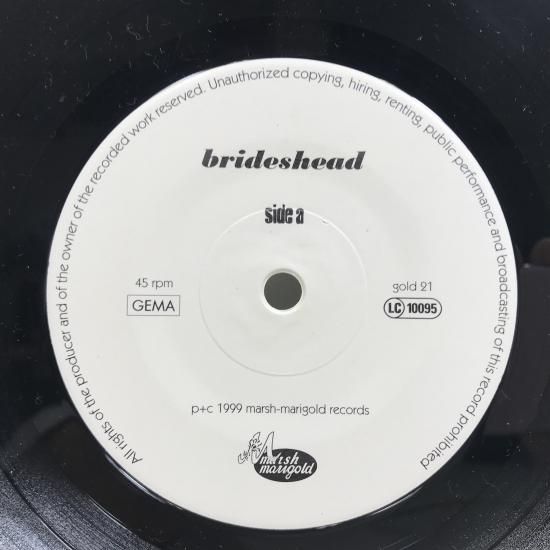 All rights of the producer and of the owner of the recorded work reserved. Unauthorized copying, hiring, renting, public performance and broadcasting of this record prohibited
brideshead
side a
45 rpm
GEMA
gold 21
LC 10095
p+c 1999 marsh-marigold records
marsh
marigold